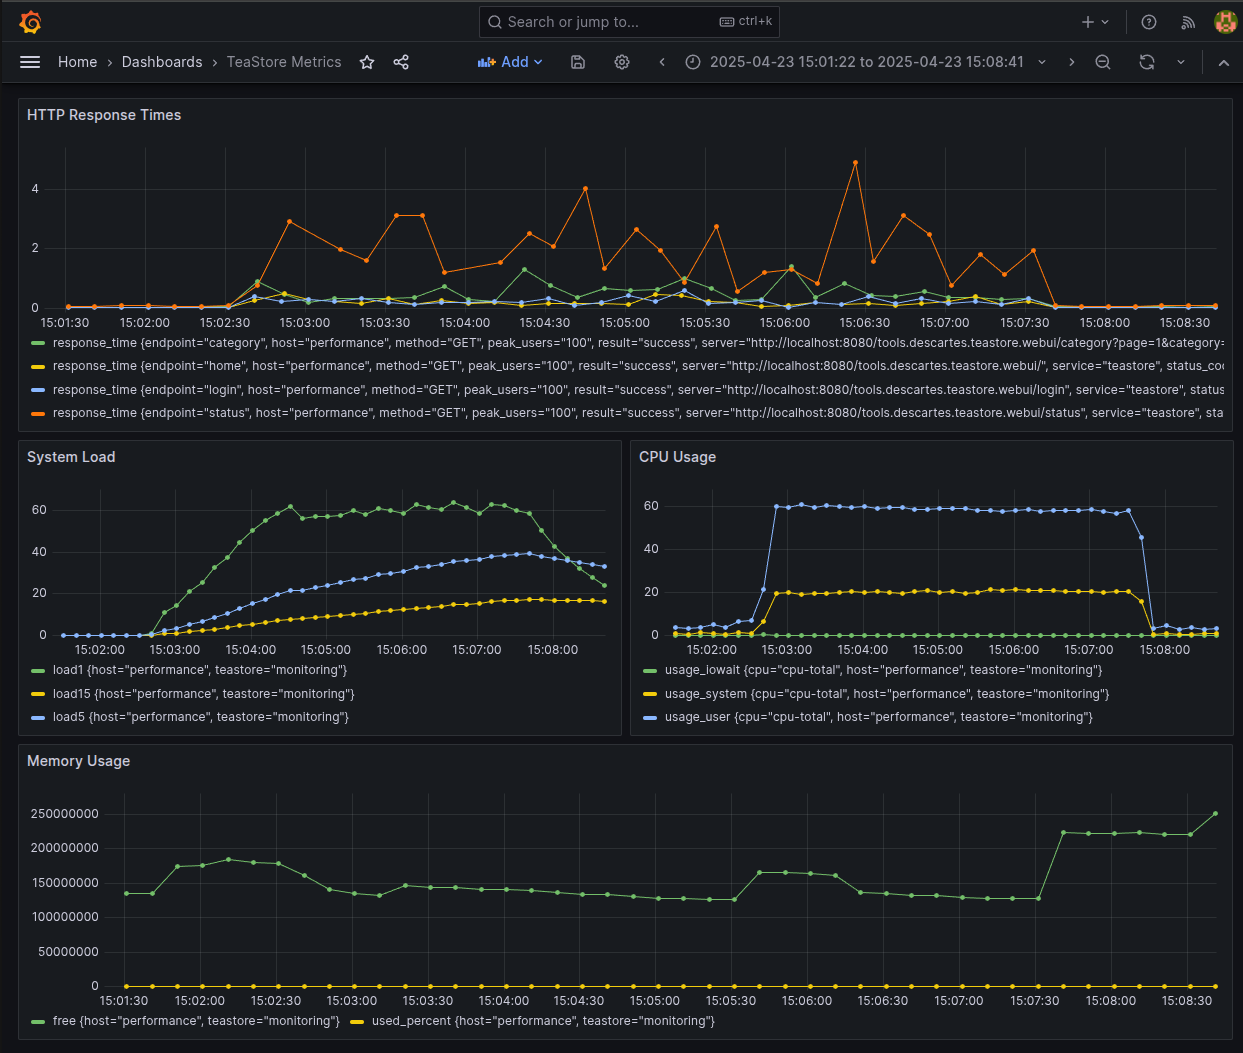 Search or jump to... ctrl+k
Home › Dashboards › TeaStore Metrics Add 2025-04-23 15:01:22 to 2025-04-23 15:08:41
HTTP Response Times
4
2
0
15:01:30 15:02:00 15:02:30 15:03:00 15:03:30 15:04:00 15:04:30 15:05:00 15:05:30 15:06:00 15:06:30 15:07:00 15:07:30 15:08:00 15:08:30
response_time {endpoint="category", host="performance", method="GET", peak_users="100", result="success", server="http://localhost:8080/tools.descartes.teastore.webui/category?page=1&category=
response_time {endpoint="home", host="performance", method="GET", peak_users="100", result="success", server="http://localhost:8080/tools.descartes.teastore.webui/", service="teastore", status_co
response_time {endpoint="login", host="performance", method="GET", peak_users="100", result="success", server="http://localhost:8080/tools.descartes.teastore.webui/login", service="teastore", status
response_time {endpoint="status", host="performance", method="GET", peak_users="100", result="success", server="http://localhost:8080/tools.descartes.teastore.webui/status", service="teastore", sta
System Load
60
40
20
0
15:02:00 15:03:00 15:04:00 15:05:00 15:06:00 15:07:00 15:08:00
load1 {host="performance", teastore="monitoring"}
load15 {host="performance", teastore="monitoring"}
load5 {host="performance", teastore="monitoring"}
CPU Usage
60
40
20
0
15:02:00 15:03:00 15:04:00 15:05:00 15:06:00 15:07:00 15:08:00
usage_iowait {cpu="cpu-total", host="performance", teastore="monitoring"}
usage_system {cpu="cpu-total", host="performance", teastore="monitoring"}
usage_user {cpu="cpu-total", host="performance", teastore="monitoring"}
Memory Usage
250000000
200000000
150000000
100000000
50000000
0
15:01:30 15:02:00 15:02:30 15:03:00 15:03:30 15:04:00 15:04:30 15:05:00 15:05:30 15:06:00 15:06:30 15:07:00 15:07:30 15:08:00 15:08:30
free {host="performance", teastore="monitoring"} used_percent {host="performance", teastore="monitoring"}